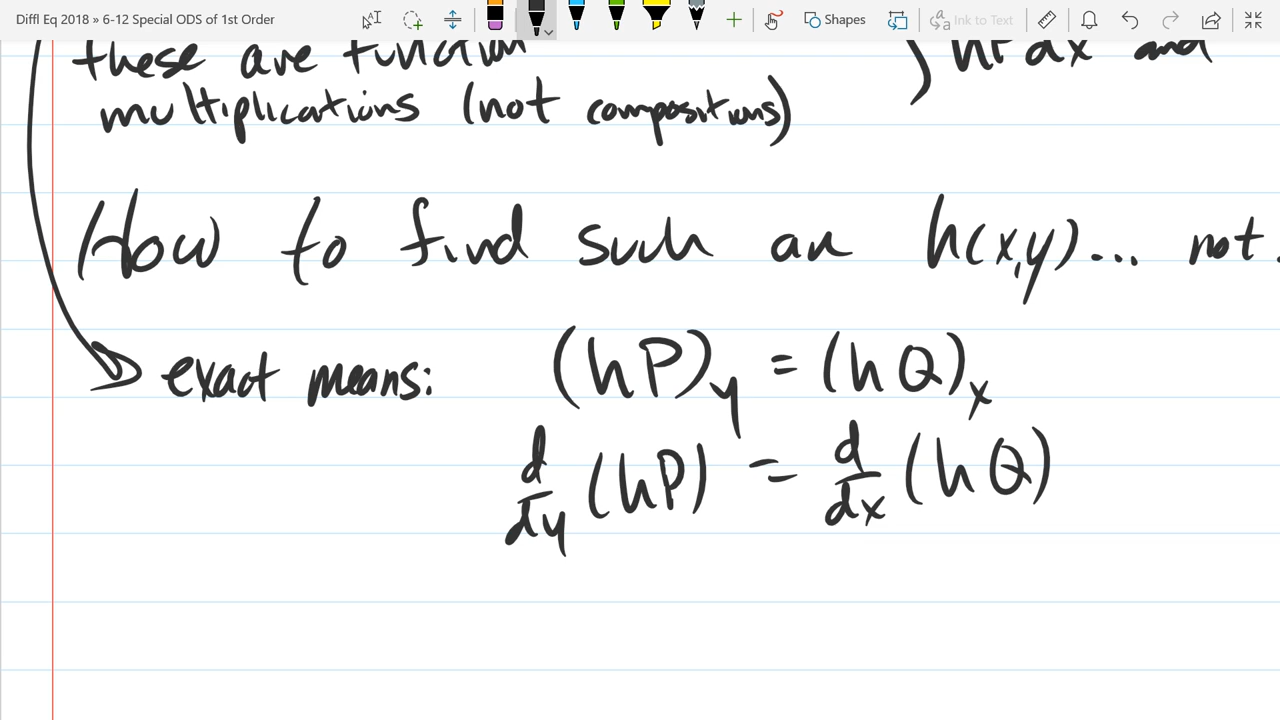 Diffl Eq 2018 » 6-12 Special ODS of 1st Order
Shapes
Ink to Text
these are function
multiplications (not compositions)
) hP dx and
How to find such an h(x,y)... not.
exact means: (hP)y = (hQ)x
d/dy (hP) = d/dx (hQ)